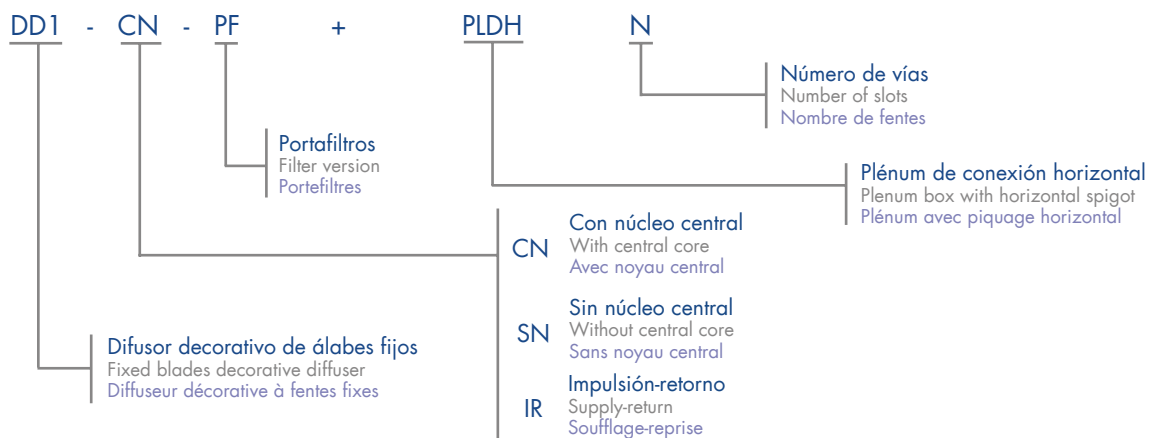 DD1 - CN - PF + PLDH N
Número de vías
Number of slots
Nombre de fentes
Portafiltros
Filter version
Portefiltres
Plénum de conexión horizontal
Plenum box with horizontal spigot
Plénum avec piquage horizontal
CN
Con núcleo central
With central core
Avec noyau central
SN
Sin núcleo central
Without central core
Sans noyau central
Difusor decorativo de álabes fijos
Fixed blades decorative diffuser
Diffuseur décorative à fentes fixes
IR
Impulsión-retorno
Supply-return
Soufflage-reprise